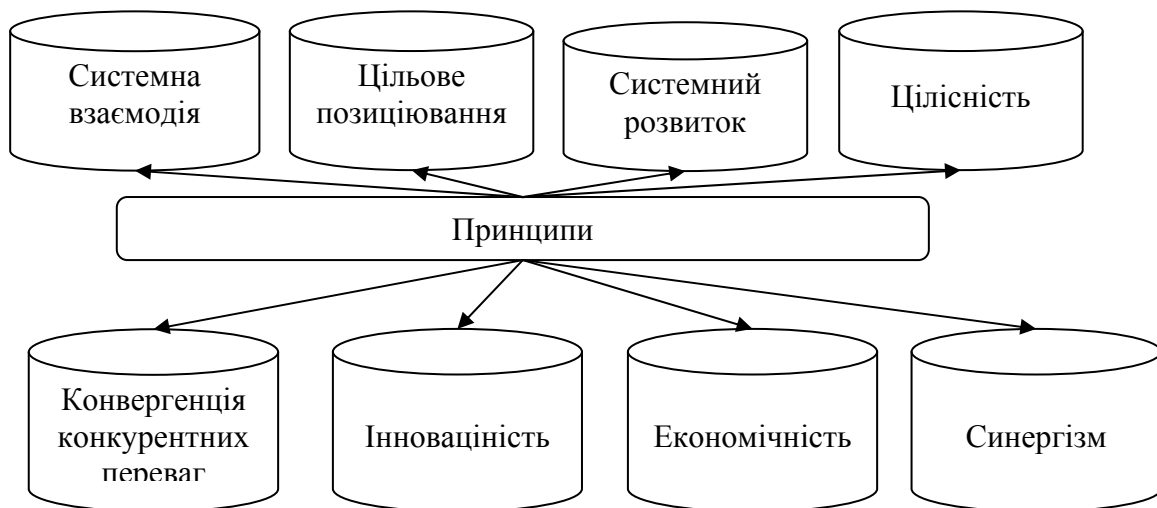 Системна
взаємодія
Цільове
позиціювання
Системний
розвиток
Цілісність
Принципи
Конвергенція
конкурентних
переваг
Інноваціність
Економічність
Синергізм